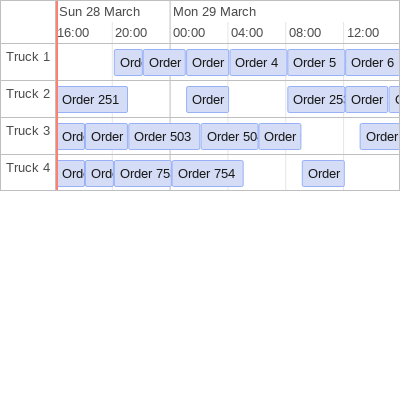 Sun 28 March Mon 29 March
16:00 20:00 00:00 04:00 08:00 12:00
Truck 1 Ord Order Order Order 4 Order 5 Order 6
Truck 2 Order 251 Order Order 25 Order
Truck 3 Ord Order Order 503 Order 50 Order Order
Truck 4 Ord Ord Order 75 Order 754 Order